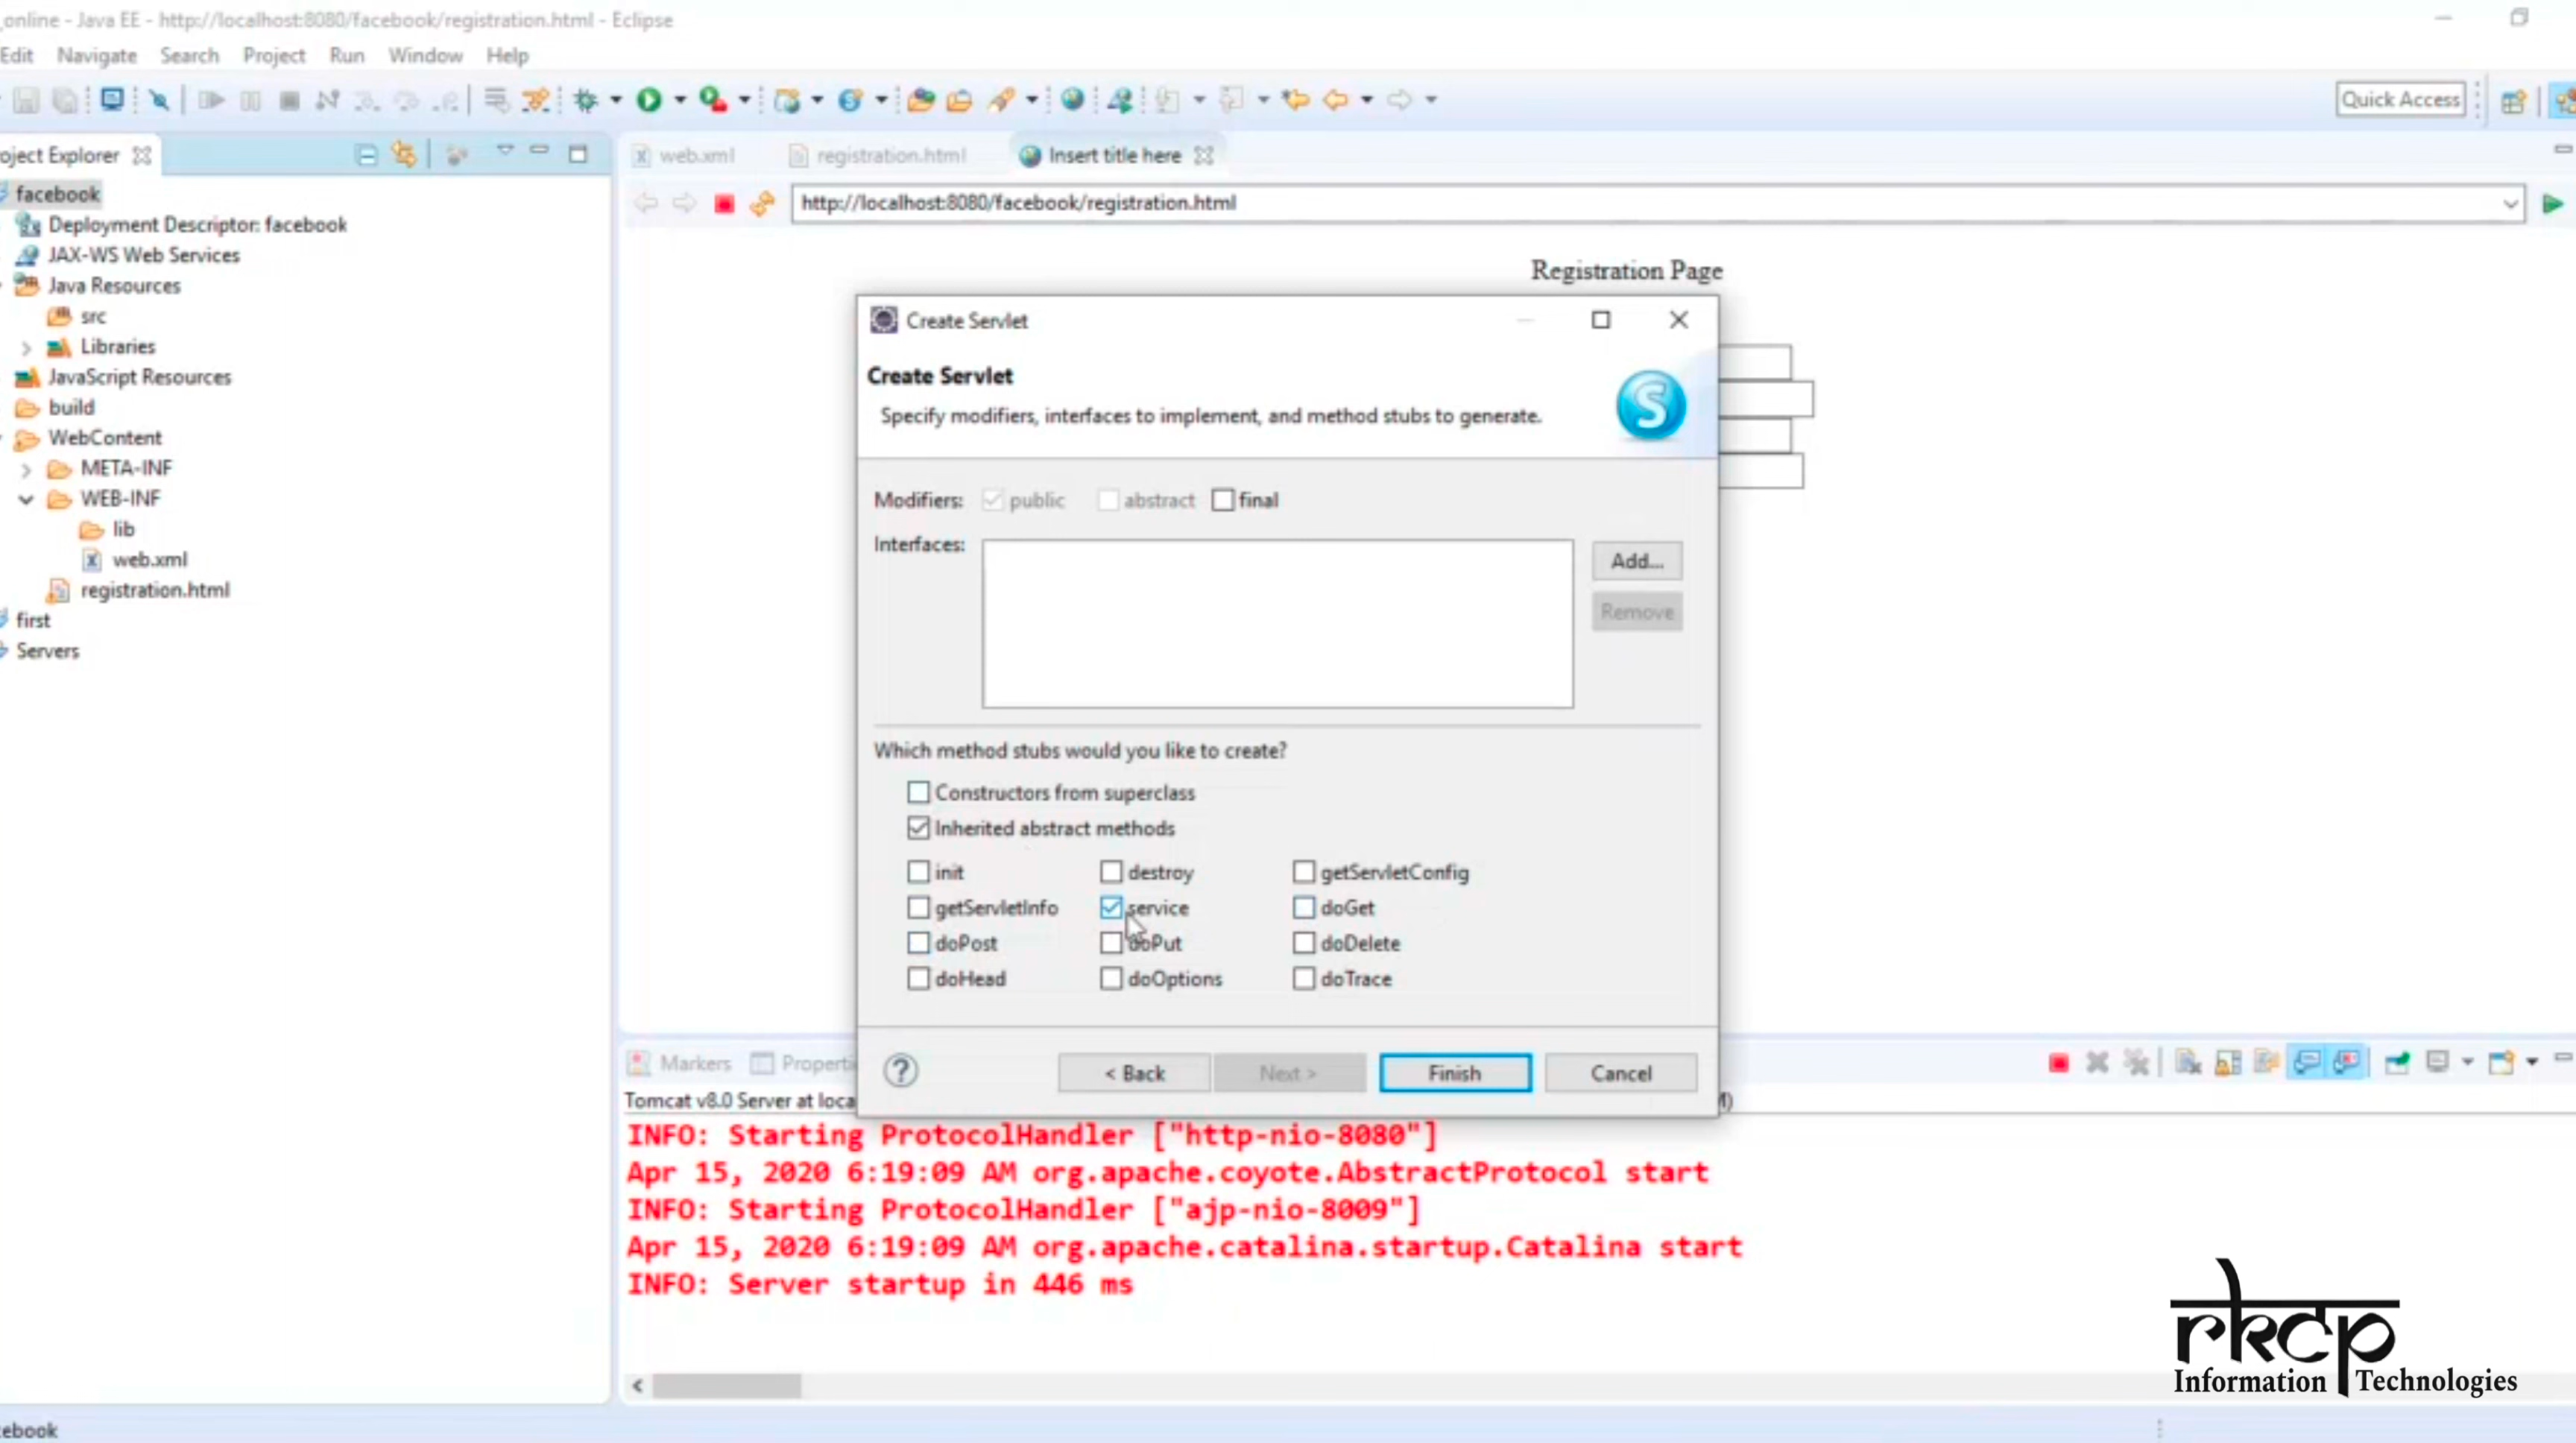 _online - Java EE - http://localhost:8080/facebook/registration.html - Eclipse
Edit Navigate Search Project Run Window Help
Quick Access
oject Explorer
web.xml registration.html Insert title here
http://localhost:8080/facebook/registration.html
facebook
Deployment Descriptor: facebook
JAX-WS Web Services
Java Resources
src
Libraries
JavaScript Resources
build
WebContent
META-INF
WEB-INF
lib
web.xml
registration.html
first
Servers
Registration Page
Create Servlet
Create Servlet
Specify modifiers, interfaces to implement, and method stubs to generate.
Modifiers: public abstract final
Interfaces:
Add...
Remove
Which method stubs would you like to create?
Constructors from superclass
Inherited abstract methods
init destroy getServletConfig
getServletInfo service doGet
doPost doPut doDelete
doHead doOptions doTrace
< Back Next > Finish Cancel
Markers Properti
Tomcat v8.0 Server at loca
INFO: Starting ProtocolHandler ["http-nio-8080"]
Apr 15, 2020 6:19:09 AM org.apache.coyote.AbstractProtocol start
INFO: Starting ProtocolHandler ["ajp-nio-8009"]
Apr 15, 2020 6:19:09 AM org.apache.catalina.startup.Catalina start
INFO: Server startup in 446 ms
rkcp
Information Technologies
cebook